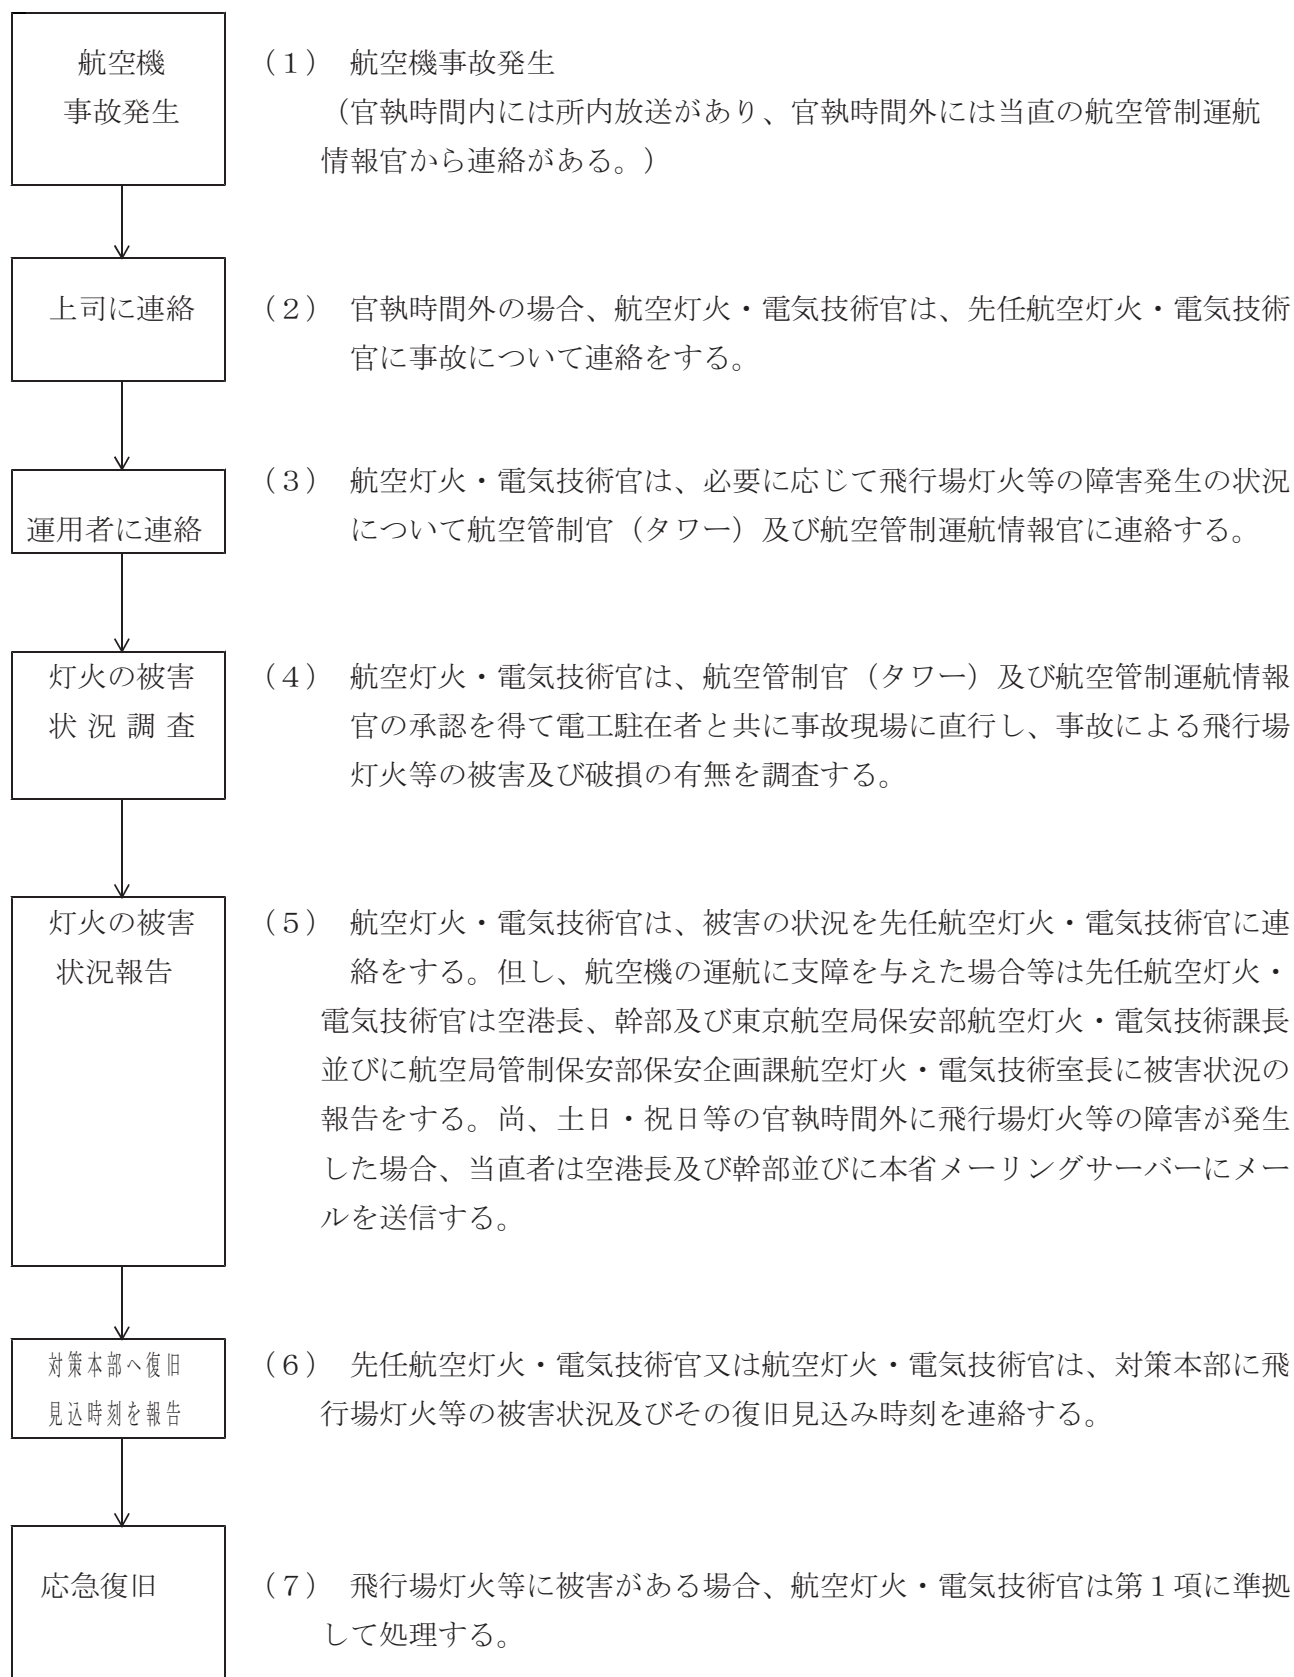 航空機
事故発生
（１）　航空機事故発生
（官執時間内には所内放送があり、官執時間外には当直の航空管制運航
情報官から連絡がある。）
上司に連絡
（２）　官執時間外の場合、航空灯火・電気技術官は、先任航空灯火・電気技術
官に事故について連絡をする。
運用者に連絡
（３）　航空灯火・電気技術官は、必要に応じて飛行場灯火等の障害発生の状況
について航空管制官（タワー）及び航空管制運航情報官に連絡する。
灯火の被害
状 況 調 査
（４）　航空灯火・電気技術官は、航空管制官（タワー）及び航空管制運航情報
官の承認を得て電工駐在者と共に事故現場に直行し、事故による飛行場
灯火等の被害及び破損の有無を調査する。
灯火の被害
状況報告
（５）　航空灯火・電気技術官は、被害の状況を先任航空灯火・電気技術官に連
絡をする。但し、航空機の運航に支障を与えた場合等は先任航空灯火・
電気技術官は空港長、幹部及び東京航空局保安部航空灯火・電気技術課長
並びに航空局管制保安部保安企画課航空灯火・電気技術室長に被害状況の
報告をする。尚、土日・祝日等の官執時間外に飛行場灯火等の障害が発生
した場合、当直者は空港長及び幹部並びに本省メーリングサーバーにメー
ルを送信する。
対策本部へ復旧
見込時刻を報告
（６）　先任航空灯火・電気技術官又は航空灯火・電気技術官は、対策本部に飛
行場灯火等の被害状況及びその復旧見込み時刻を連絡する。
応急復旧
（７）　飛行場灯火等に被害がある場合、航空灯火・電気技術官は第１項に準拠
して処理する。